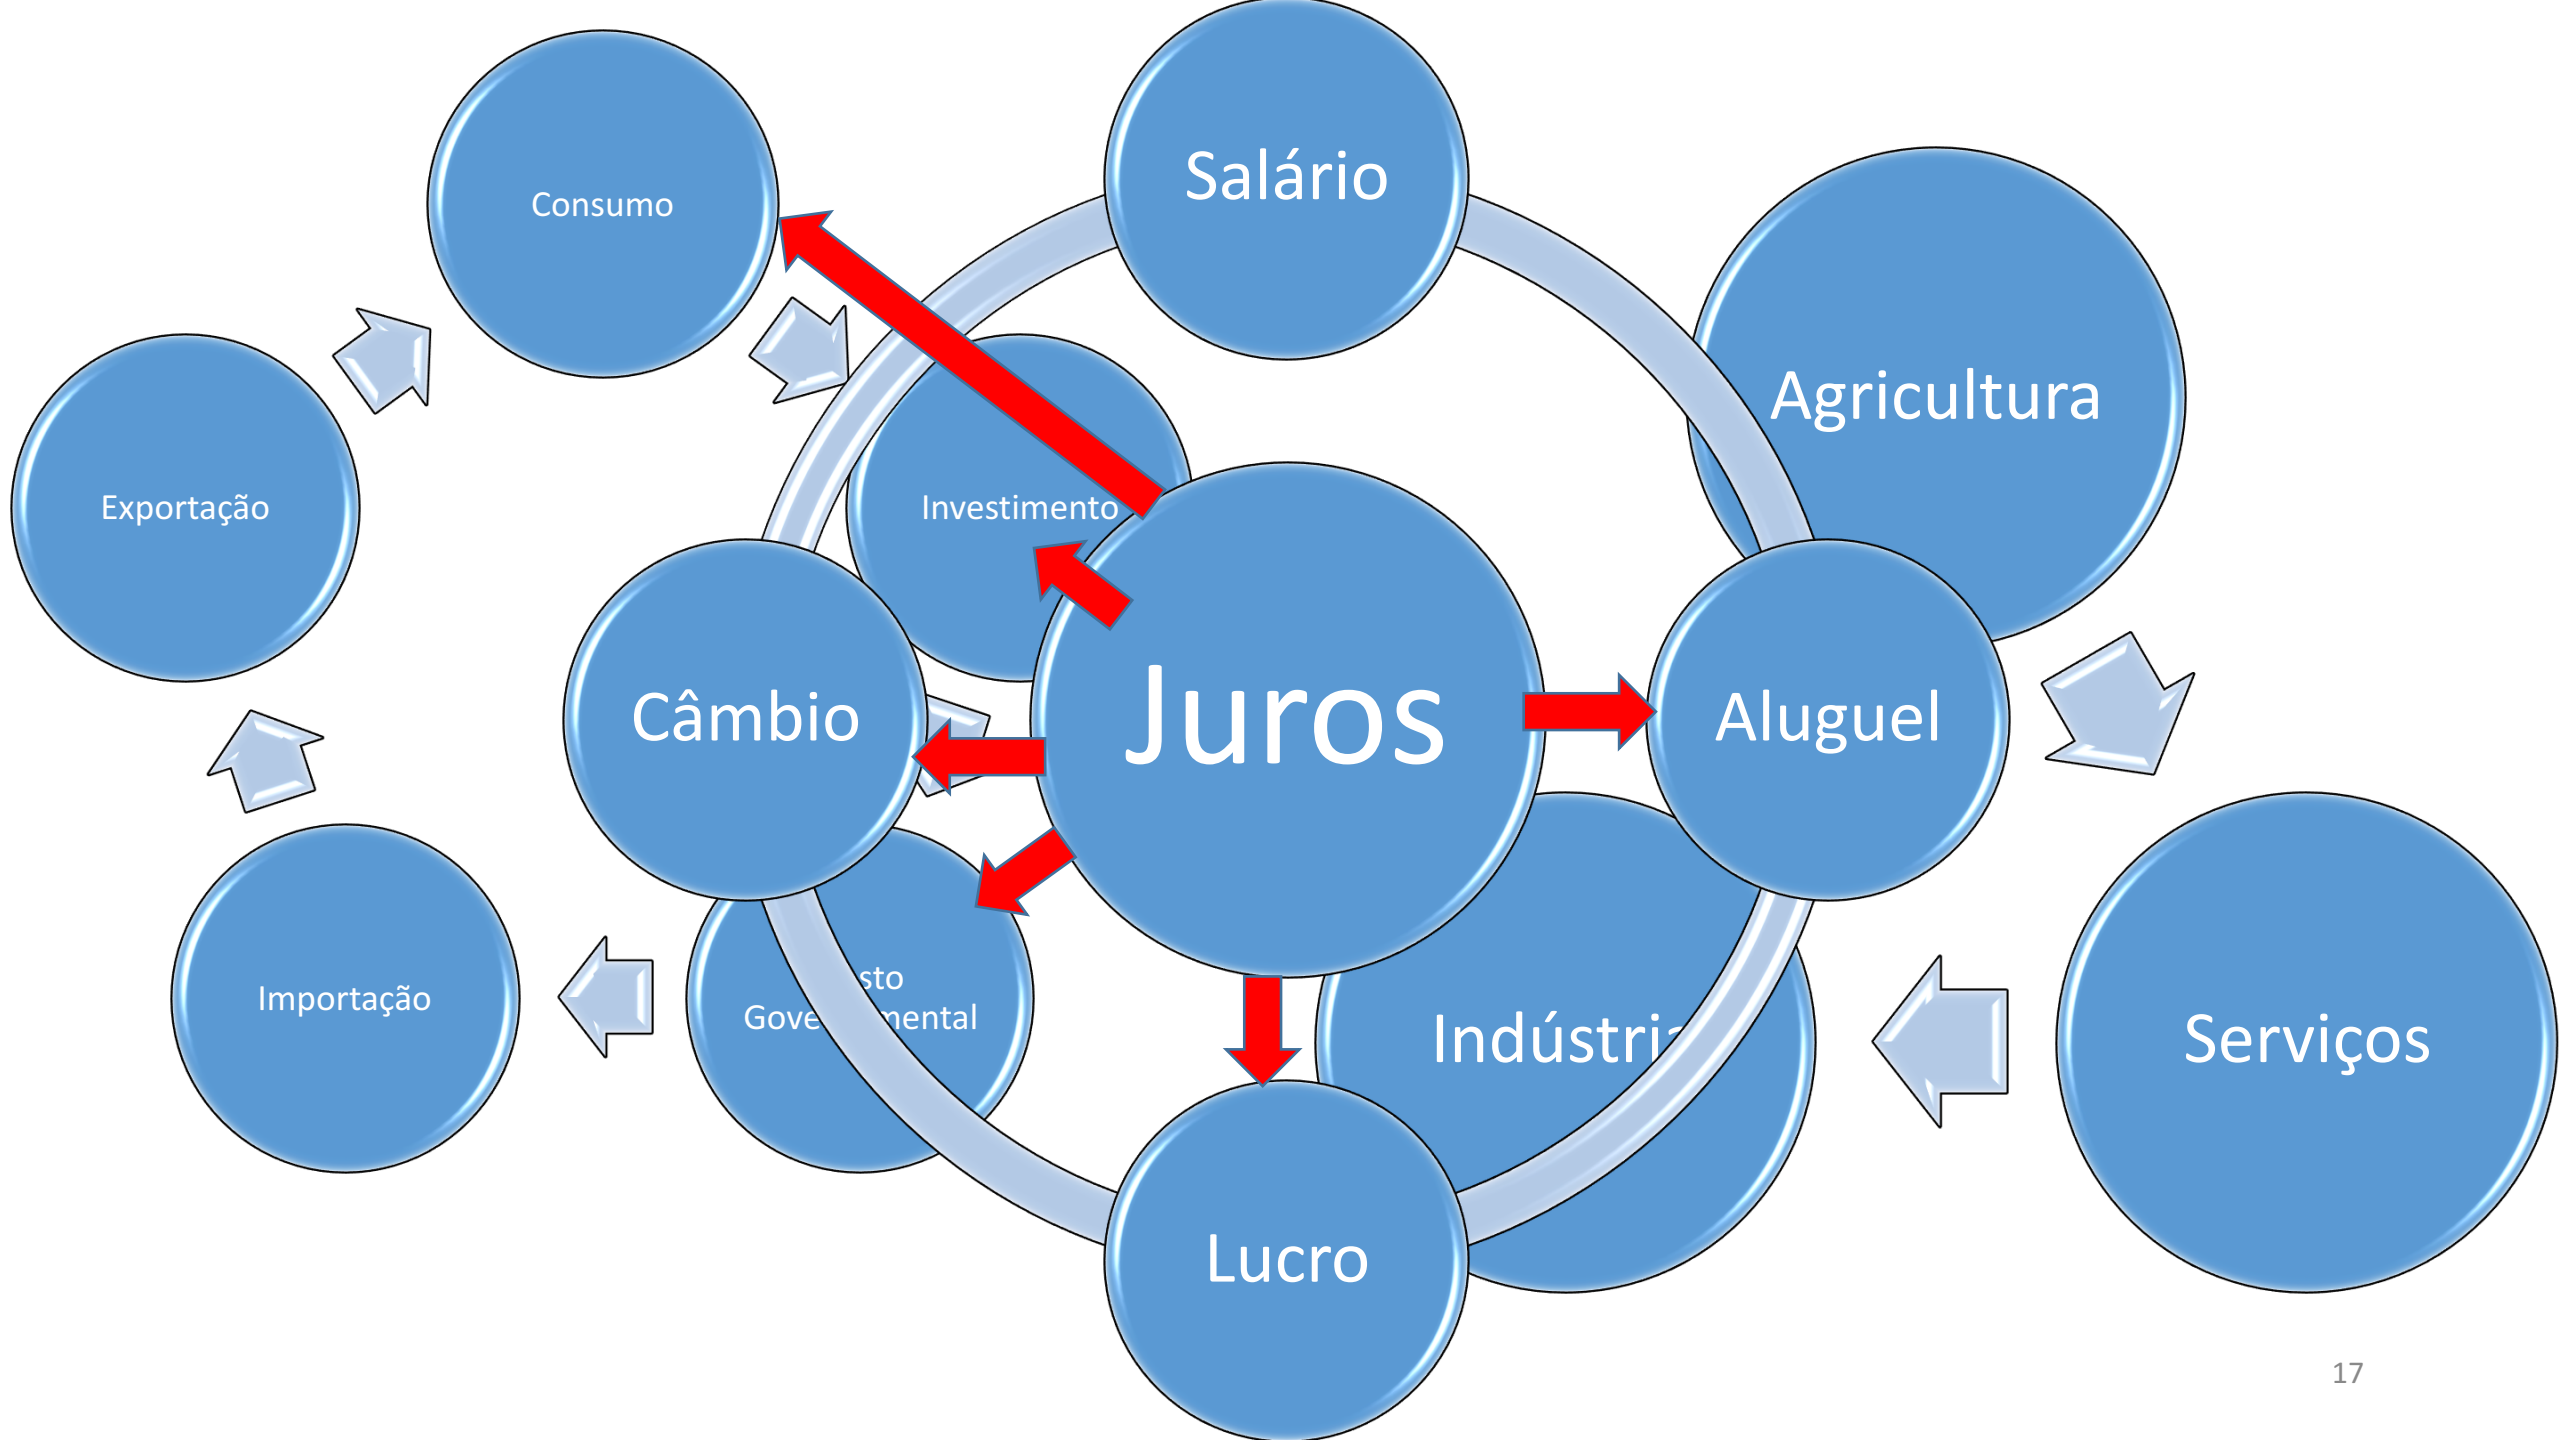 Salário
Consumo
Agricultura
Exportação
Investimento
Câmbio
Juros
Aluguel
Importação
sto
Gove mental
Indústri
Serviços
Lucro
17